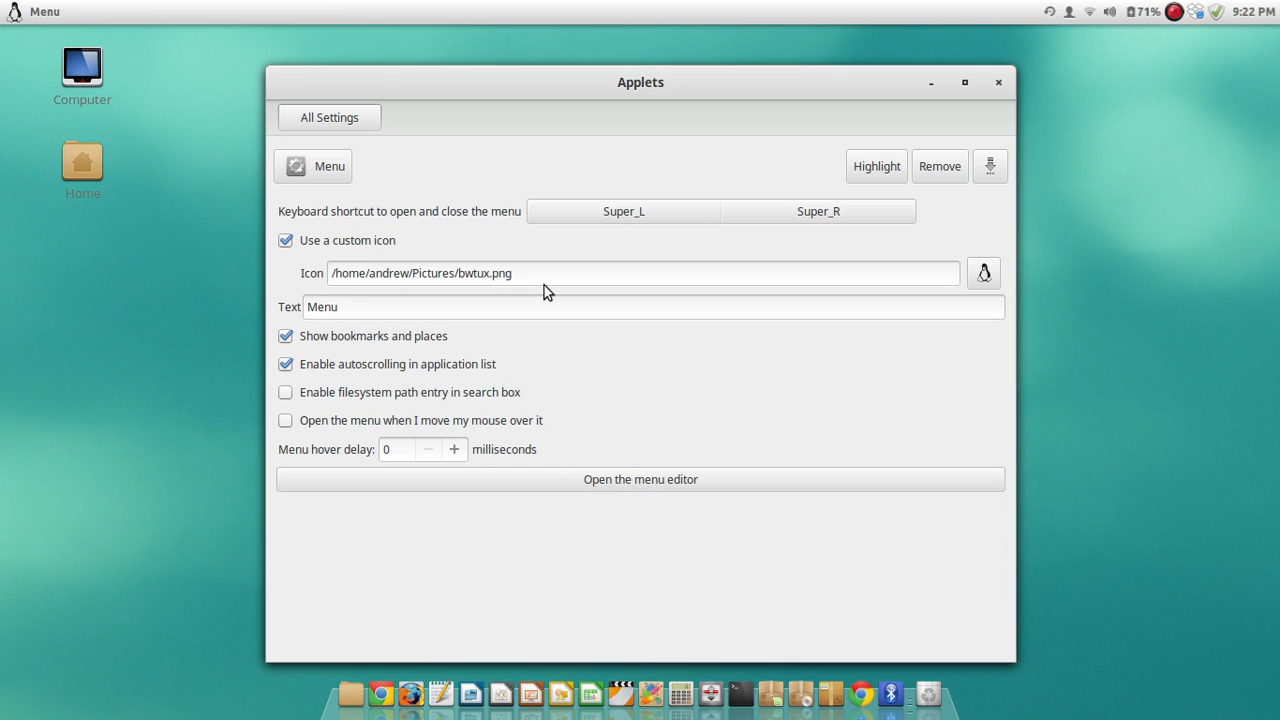 Menu
71%
9:22 PM
Computer
Home
Applets
All Settings
Menu
Highlight
Remove
Keyboard shortcut to open and close the menu
Super_L
Super_R
Use a custom icon
Icon
/home/andrew/Pictures/bwtux.png
Text
Menu
Show bookmarks and places
Enable autoscrolling in application list
Enable filesystem path entry in search box
Open the menu when I move my mouse over it
Menu hover delay:
0
milliseconds
Open the menu editor